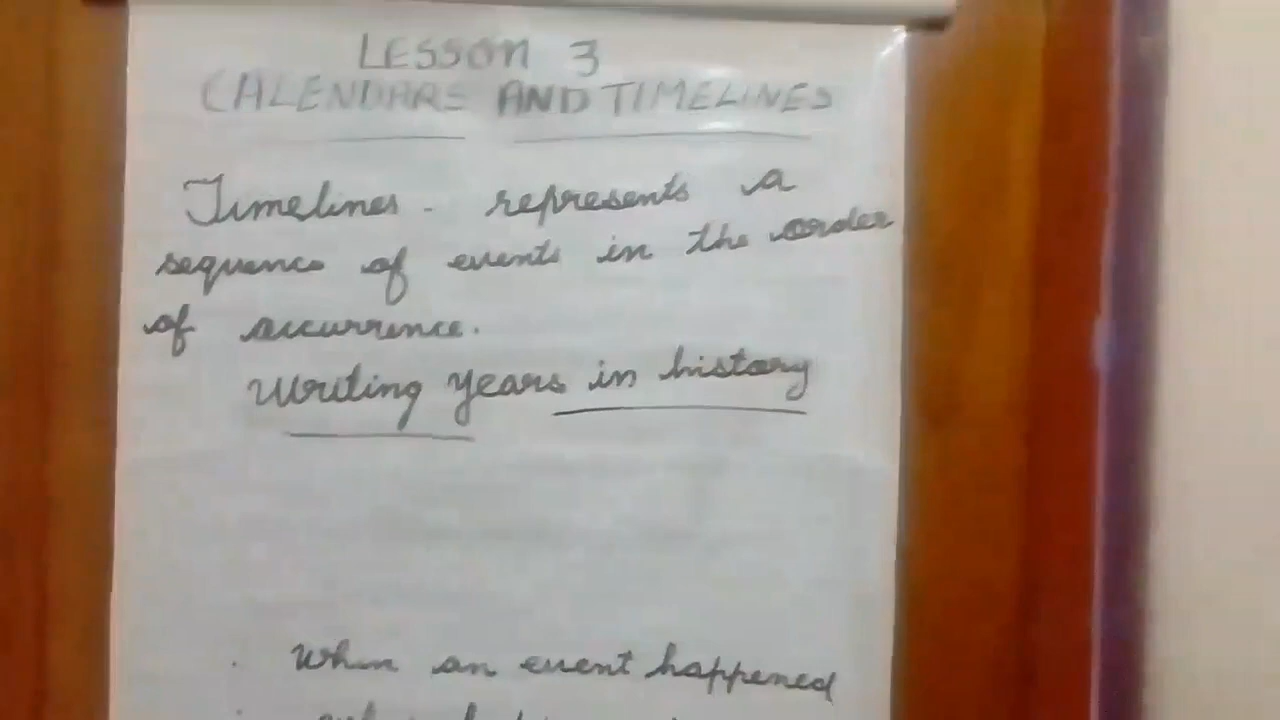 LESSON 3
CALENDARS AND TIMELINES
Timelines - represents a
sequence of events in the order
of occurrence.
Writing years in history
. When an event happened